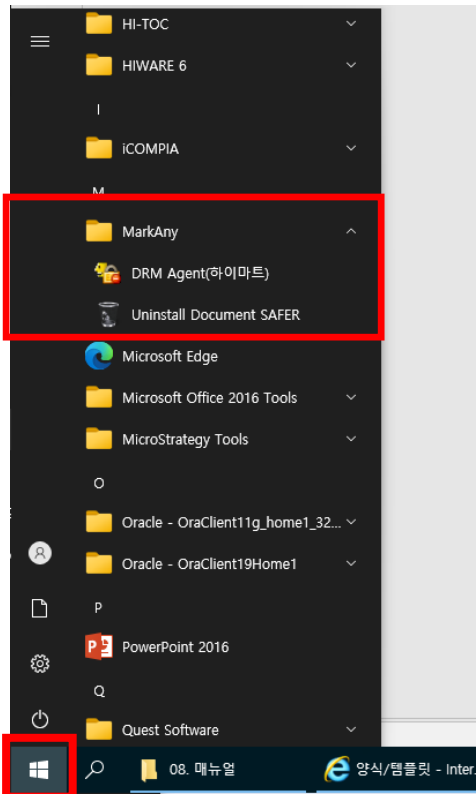 HI-TOC
HIWARE 6
I
iCOMPIA
M
MarkAny
DRM Agent(하이마트)
Uninstall Document SAFER
Microsoft Edge
Microsoft Office 2016 Tools
MicroStrategy Tools
O
Oracle - OraClient11g_home1_32...
Oracle - OraClient19Home1
P
PowerPoint 2016
Q
Quest Software
08. 매뉴얼
양식/템플릿 - Inter.